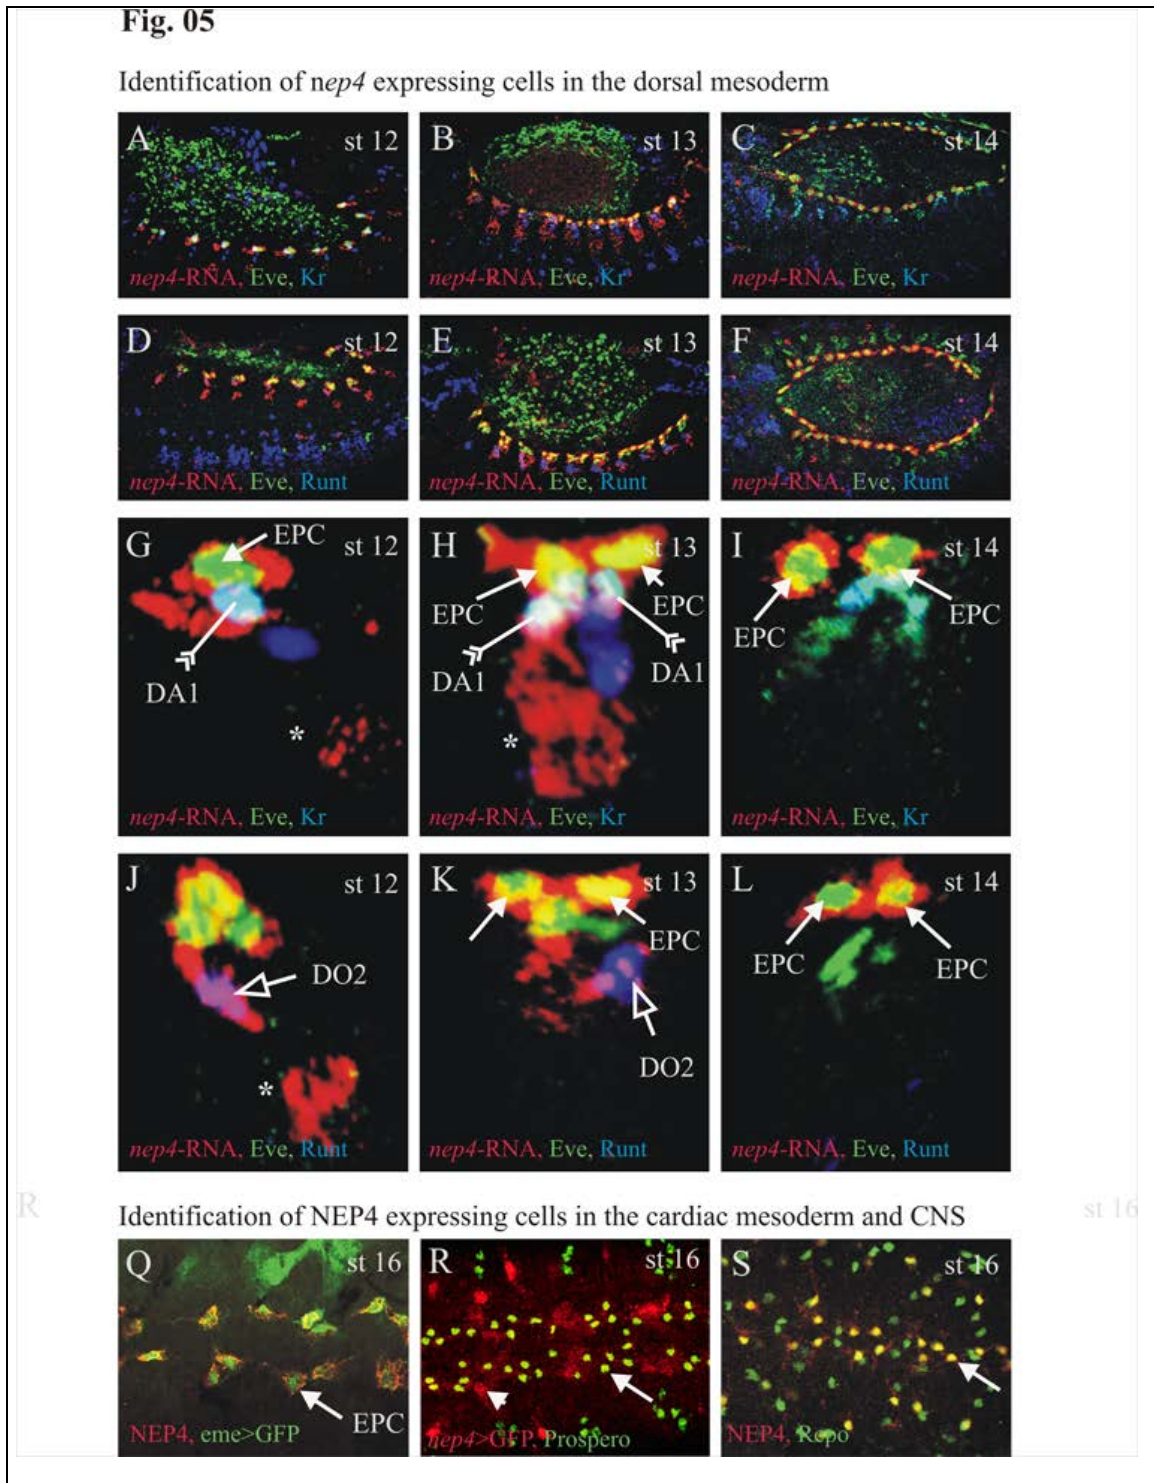 Fig. 05
Identification of nep4 expressing cells in the dorsal mesoderm
A st 12
nep4-RNA, Eve, Kr
B st 13
nep4-RNA, Eve, Kr
C st 14
nep4-RNA, Eve, Kr
D st 12
nep4-RNA, Eve, Runt
E st 13
nep4-RNA, Eve, Runt
F st 14
nep4-RNA, Eve, Runt
G st 12
EPC
DA1
*
nep4-RNA, Eve, Kr
H st 13
EPC EPC
DA1 DA1
*
nep4-RNA, Eve, Kr
I st 14
EPC EPC
nep4-RNA, Eve, Kr
J st 12
DO2
*
nep4-RNA, Eve, Runt
K st 13
EPC
DO2
nep4-RNA, Eve, Runt
L st 14
EPC EPC
nep4-RNA, Eve, Runt
R st 16
Identification of NEP4 expressing cells in the cardiac mesoderm and CNS
Q st 16
EPC
NEP4, eme>GFP
R st 16
nep4>GFP, Prospero
S st 16
NEP4, Repo